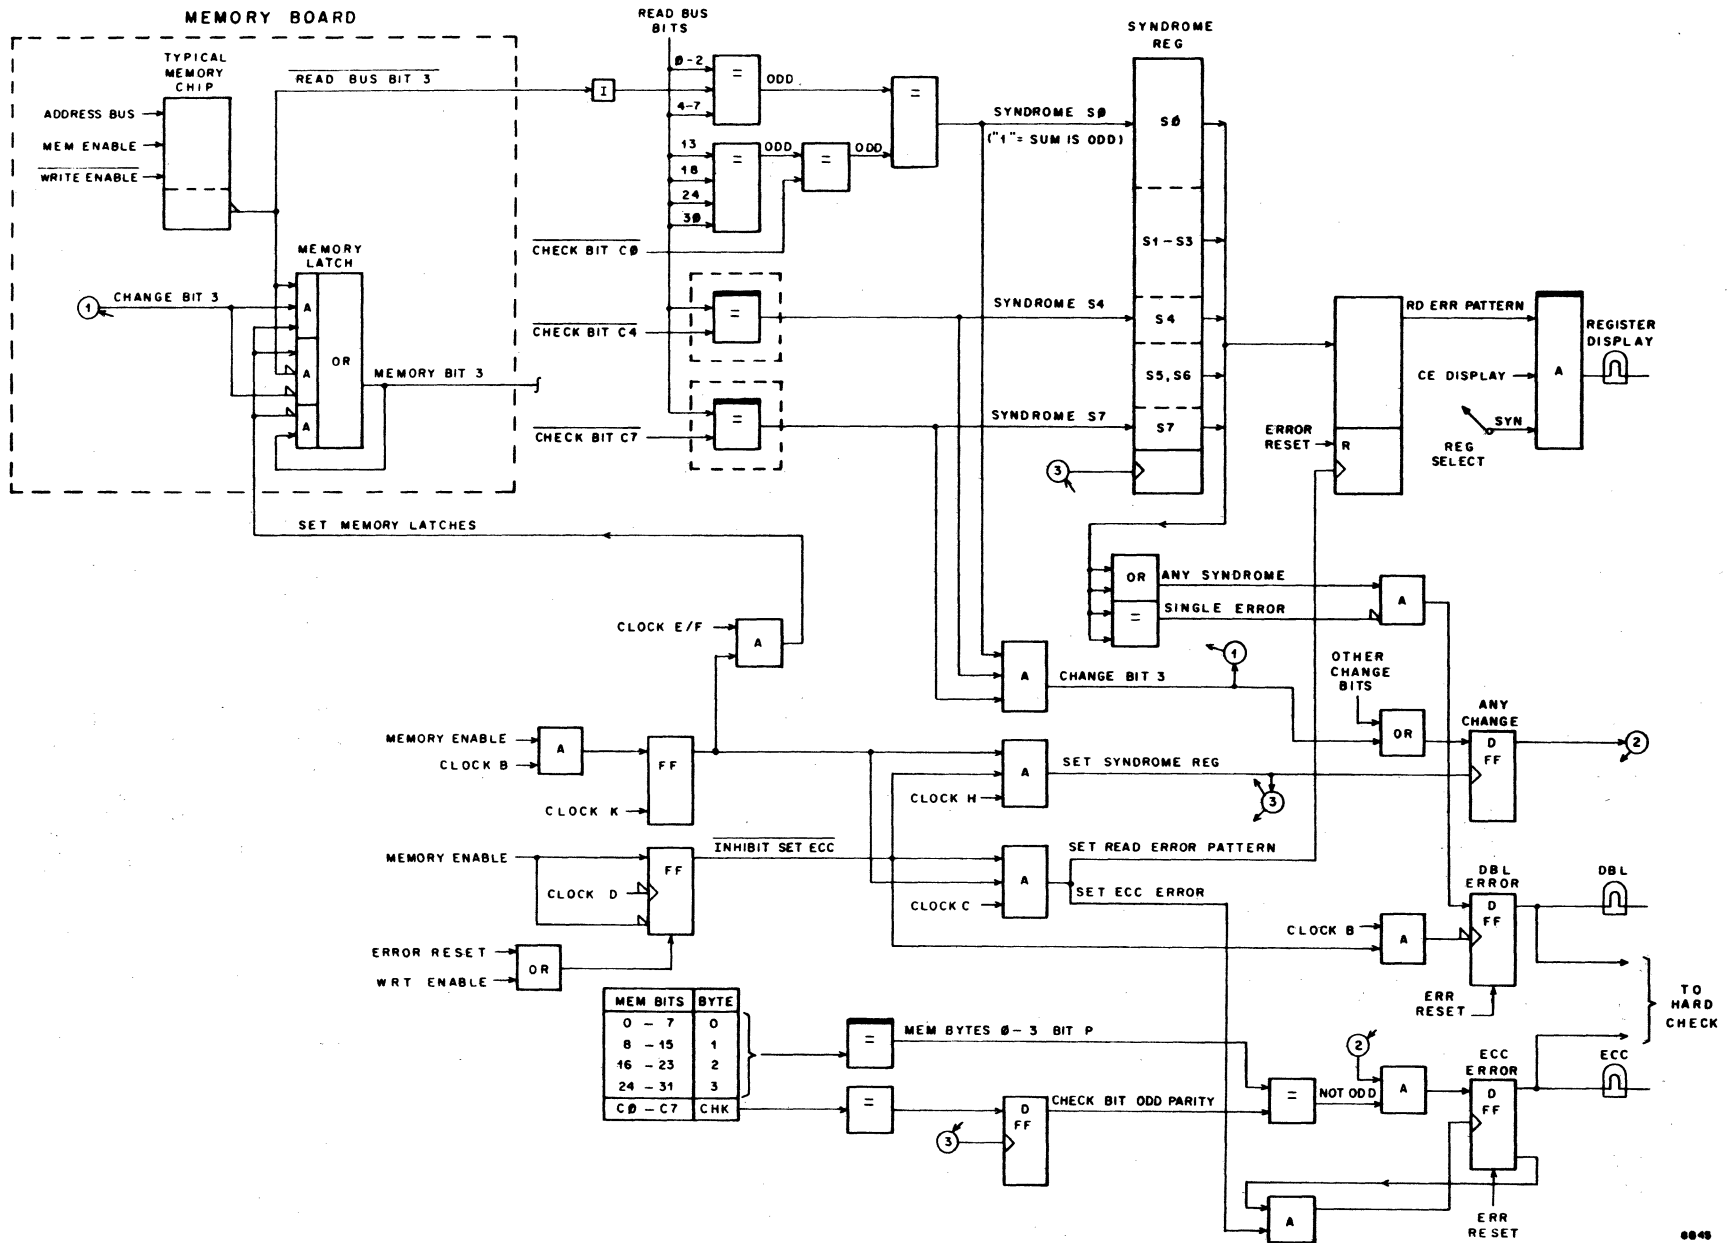 MEMORY BOARD
TYPICAL
MEMORY
CHIP
ADDRESS BUS
MEM ENABLE
WRITE ENABLE
READ BUS BIT 3
I
MEMORY
LATCH
1
CHANGE BIT 3
A
A
A
OR
MEMORY BIT 3
SET MEMORY LATCHES
READ BUS
BITS
Ø-2
4-7
=
ODD
13
18
24
3Ø
=
ODD
=
ODD
=
CHECK BIT CØ
CHECK BIT C4
=
CHECK BIT C7
=
SYNDROME SØ
("1"= SUM IS ODD)
SYNDROME S4
SYNDROME S7
SYNDROME
REG
SØ
S1-S3
S4
S5,S6
S7
3
ERROR
RESET
R
RD ERR PATTERN
CE DISPLAY
SYN
REG
SELECT
A
REGISTER
DISPLAY
OR
=
ANY SYNDROME
SINGLE ERROR
A
CLOCK E/F
A
A
CHANGE BIT 3
1
OTHER
CHANGE
BITS
OR
ANY
CHANGE
D
FF
2
MEMORY ENABLE
CLOCK B
A
FF
CLOCK K
CLOCK H
A
SET SYNDROME REG
3
MEMORY ENABLE
CLOCK D
FF
INHIBIT SET ECC
CLOCK C
A
SET READ ERROR PATTERN
SET ECC ERROR
ERROR RESET
WRT ENABLE
OR
CLOCK B
A
DBL
ERROR
D
FF
ERR
RESET
DBL
TO
HARD
CHECK
MEM BITS BYTE
0 - 7 0
8 - 15 1
16 - 23 2
24 - 31 3
CØ - C7 CHK
=
MEM BYTES Ø-3 BIT P
=
D
FF
3
CHECK BIT ODD PARITY
=
NOT ODD
2
A
ECC
ERROR
D
FF
ECC
A
ERR
RESET
6845